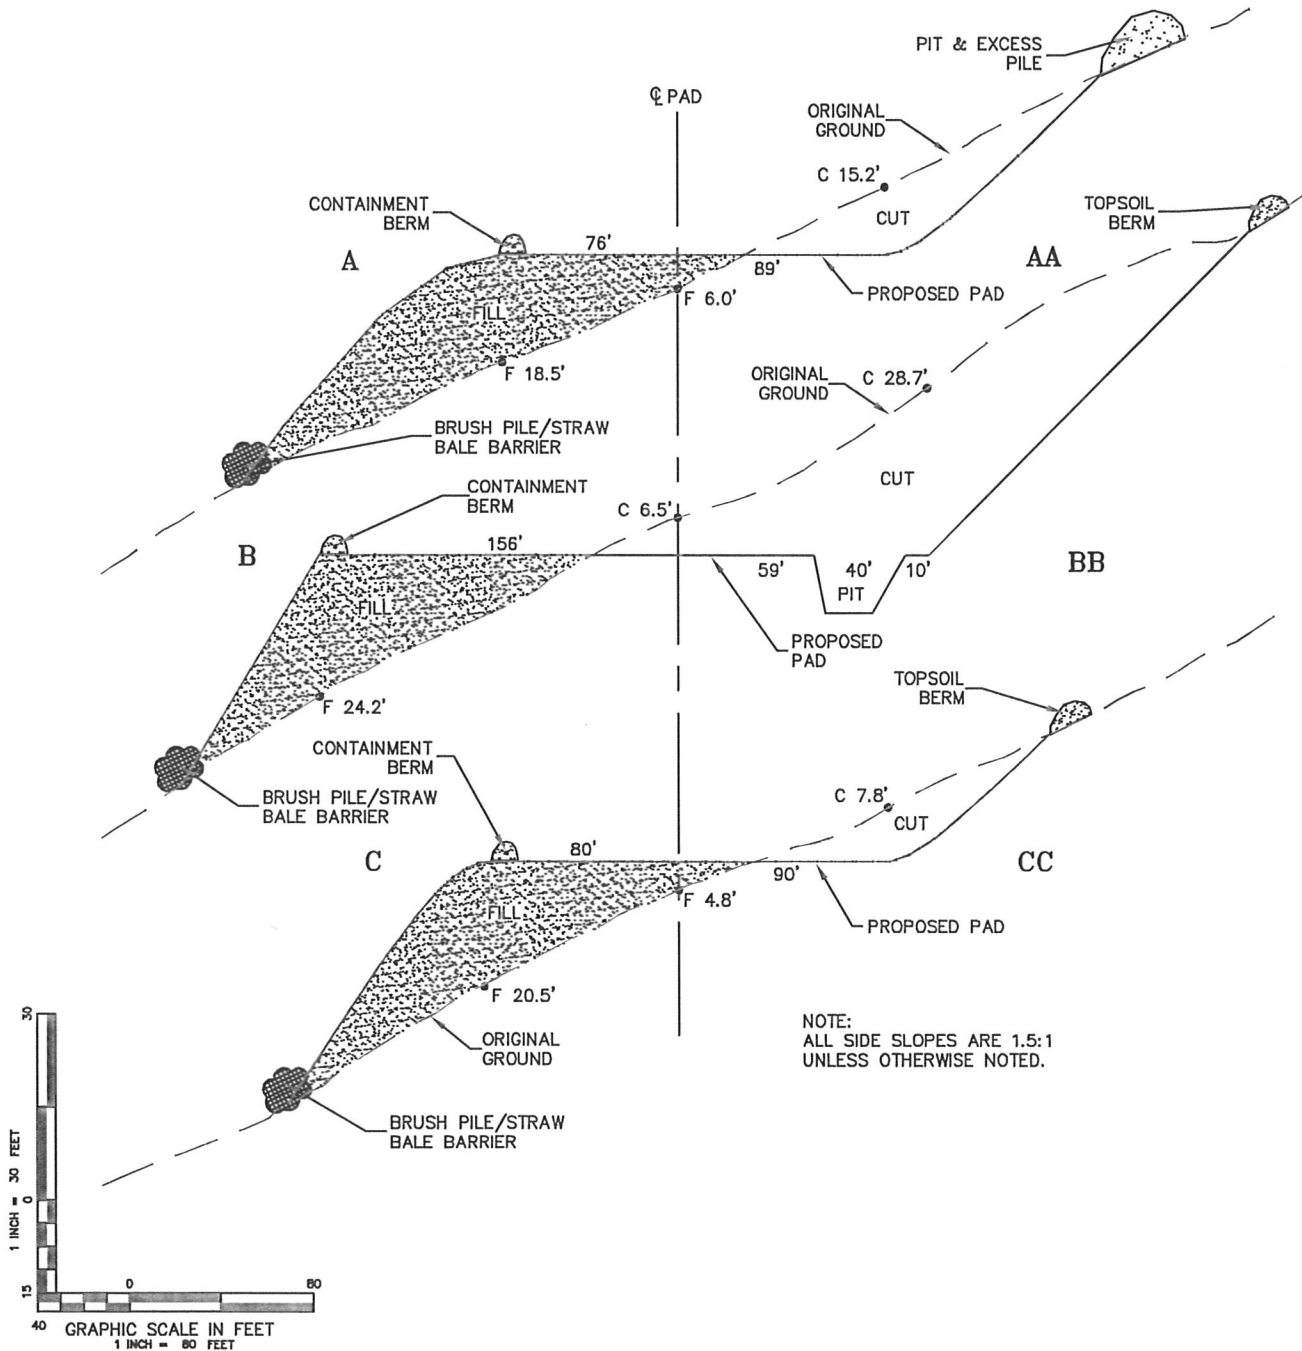 PIT & EXCESS
PILE
℄ PAD
ORIGINAL
GROUND
C 15.2'
CONTAINMENT
BERM
CUT
TOPSOIL
BERM
76'
A
89'
AA
PROPOSED PAD
F 6.0'
FILL
F 18.5'
ORIGINAL
GROUND
C 28.7'
BRUSH PILE/STRAW
BALE BARRIER
CUT
CONTAINMENT
BERM
C 6.5'
156'
B
59'
40'
10'
BB
PIT
FILL
PROPOSED
PAD
F 24.2'
TOPSOIL
BERM
CONTAINMENT
BERM
BRUSH PILE/STRAW
BALE BARRIER
C 7.8'
CUT
80'
C
90'
CC
F 4.8'
FILL
PROPOSED PAD
F 20.5'
ORIGINAL
GROUND
NOTE:
ALL SIDE SLOPES ARE 1.5:1
UNLESS OTHERWISE NOTED.
BRUSH PILE/STRAW
BALE BARRIER
30
1 INCH = 30 FEET
0
15
0
40
GRAPHIC SCALE IN FEET